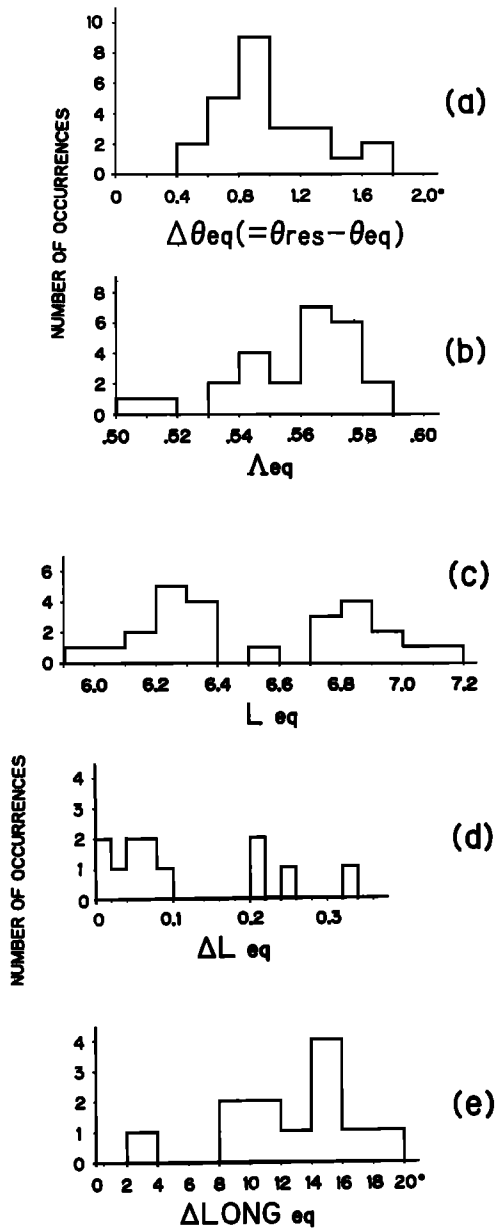 NUMBER OF OCCURRENCES
10
8
6
4
2
0
0 0.4 0.8 1.2 1.6 2.0°
Δθeq(=θres-θeq)
(a)
8
6
4
2
0
.50 .52 .54 .56 .58 .60
Λeq
(b)
6
4
2
0
6.0 6.2 6.4 6.6 6.8 7.0 7.2
L eq
(c)
NUMBER OF OCCURRENCES
4
3
2
1
0
0 0.1 0.2 0.3
ΔL eq
(d)
4
3
2
1
0
0 2 4 6 8 10 12 14 16 18 20°
ΔLONG eq
(e)